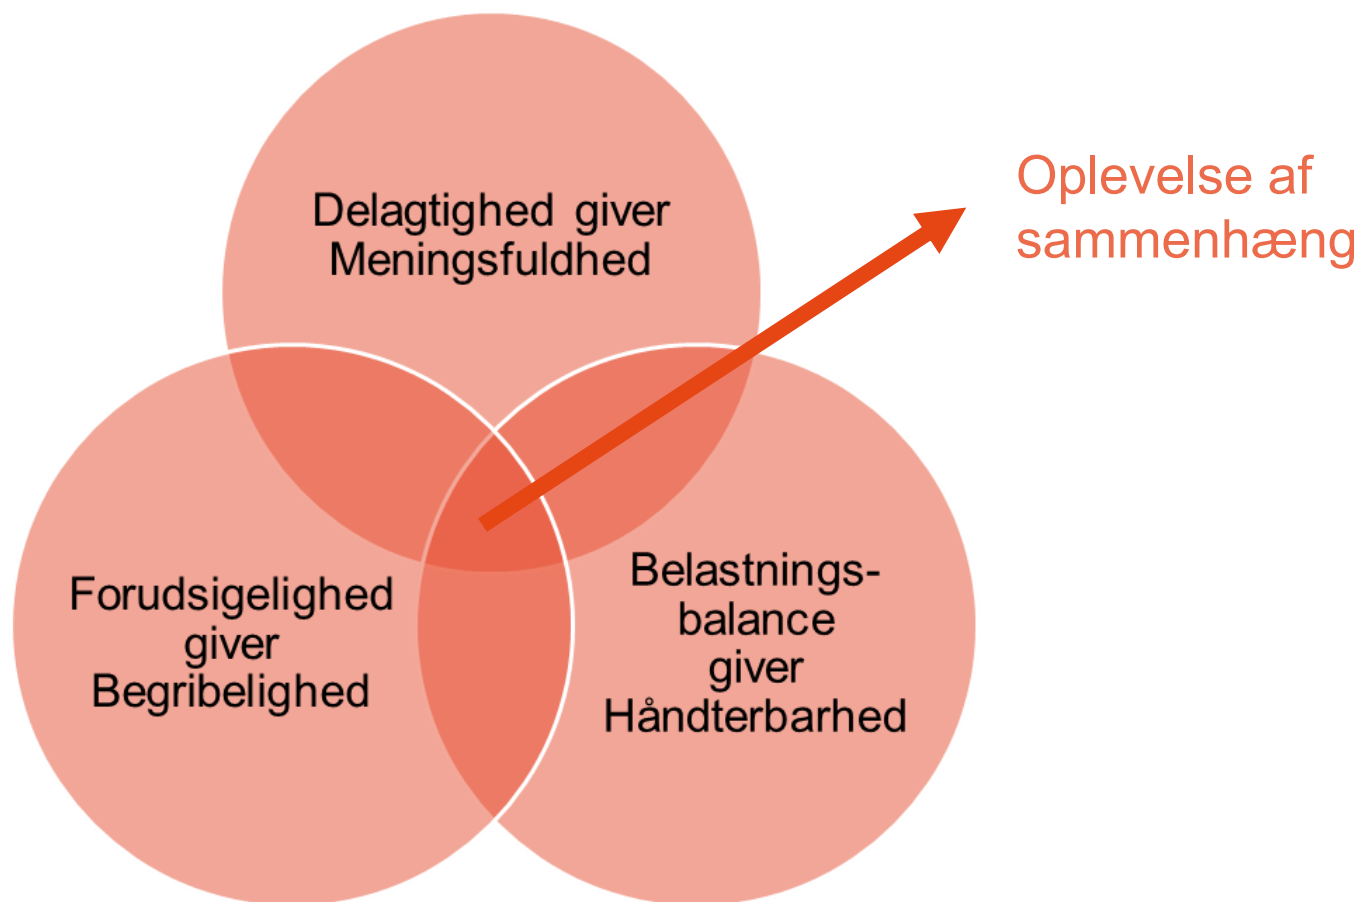 Delagtighed giver
Meningsfuldhed
Oplevelse af
sammenhæng
Forudsigelighed
giver
Begribelighed
Belastnings-
balance
giver
Håndterbarhed